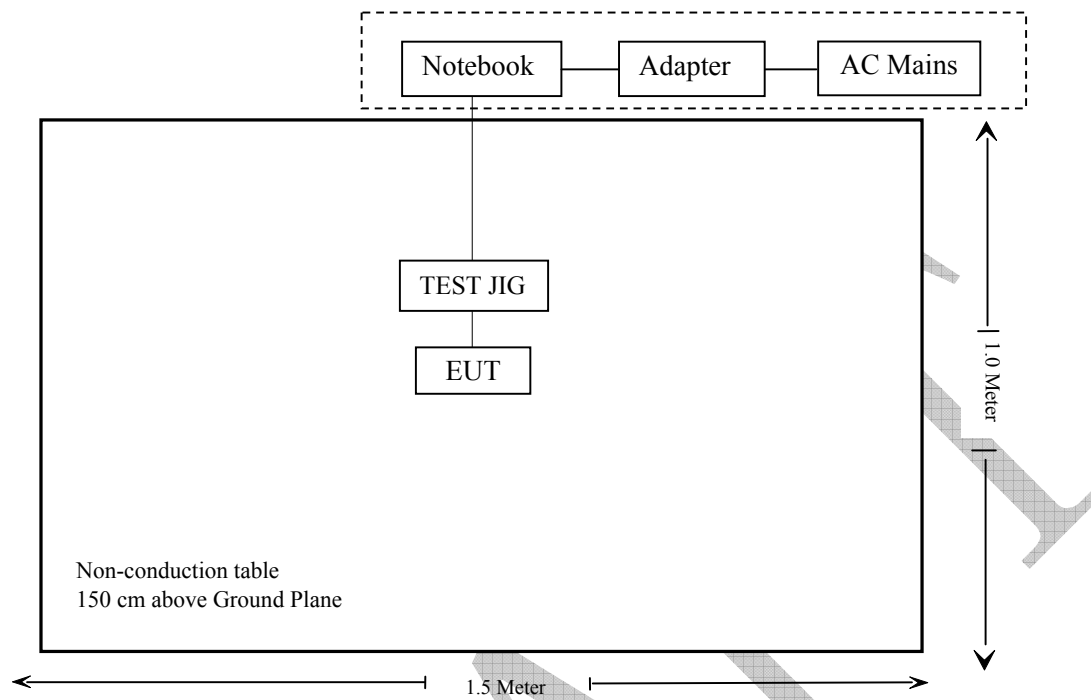 Notebook
Adapter
AC Mains
TEST JIG
EUT
1.0 Meter
Non-conduction table
150 cm above Ground Plane
1.5 Meter